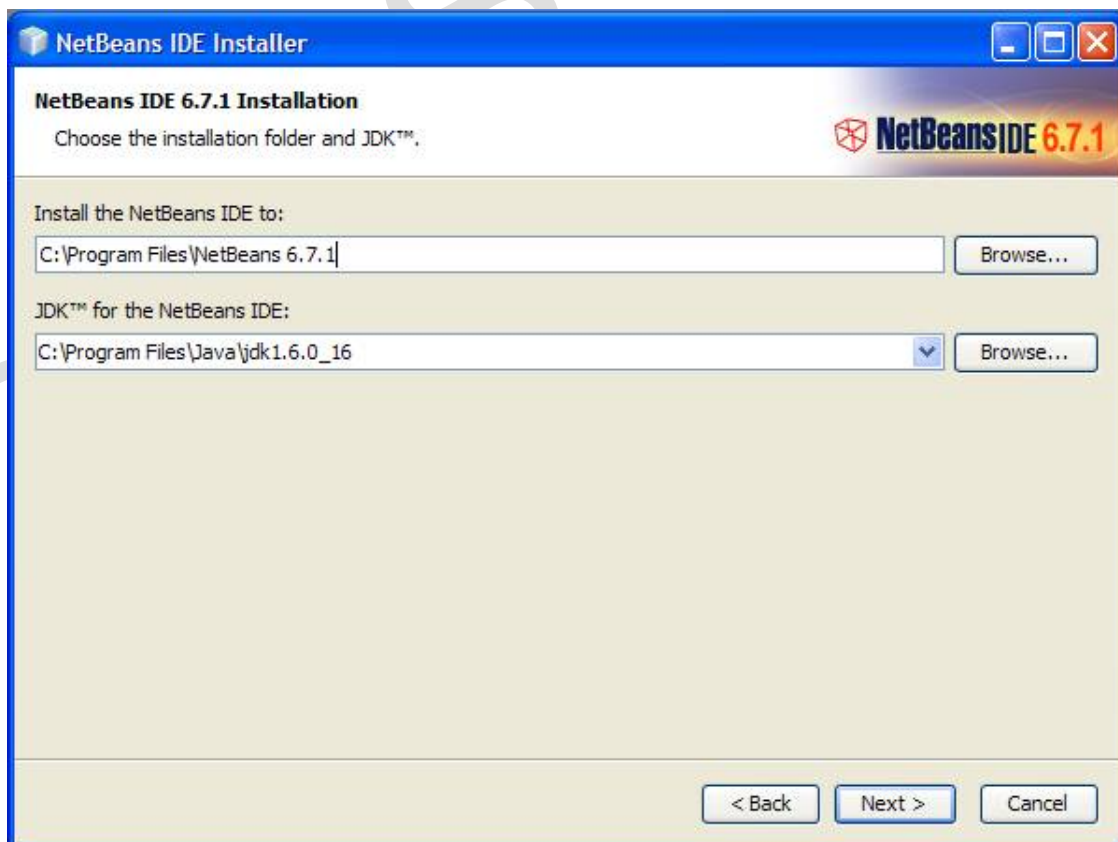 NetBeans IDE Installer
NetBeans IDE 6.7.1 Installation
Choose the installation folder and JDK™.
NetBeans IDE 6.7.1
Install the NetBeans IDE to:
C:\Program Files\NetBeans 6.7.1
Browse...
JDK™ for the NetBeans IDE:
C:\Program Files\Java\jdk1.6.0_16
Browse...
< Back
Next >
Cancel